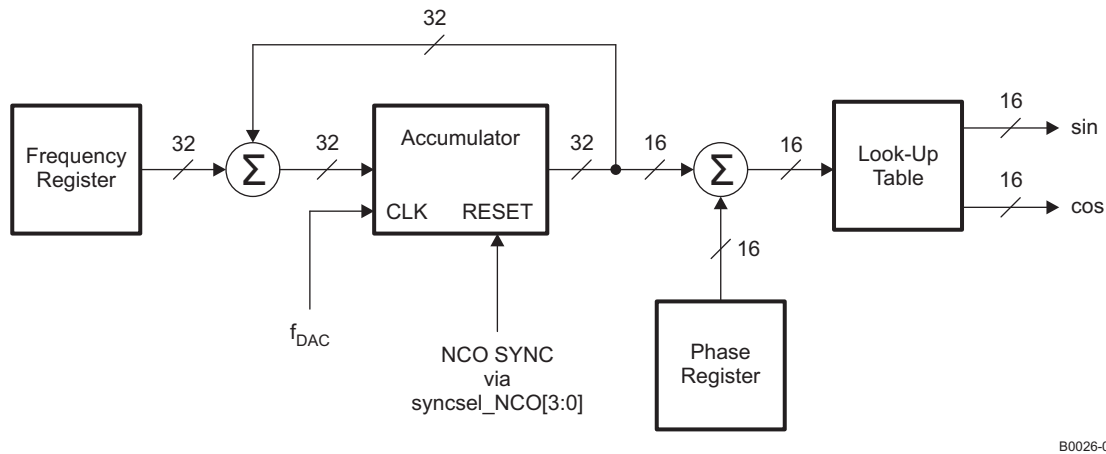 32
Frequency
Register
32
Σ
32
Accumulator
CLK
RESET
32
16
Σ
16
Look-Up
Table
16
sin
16
cos
16
f_DAC
NCO SYNC
via
syncsel_NCO[3:0]
Phase
Register